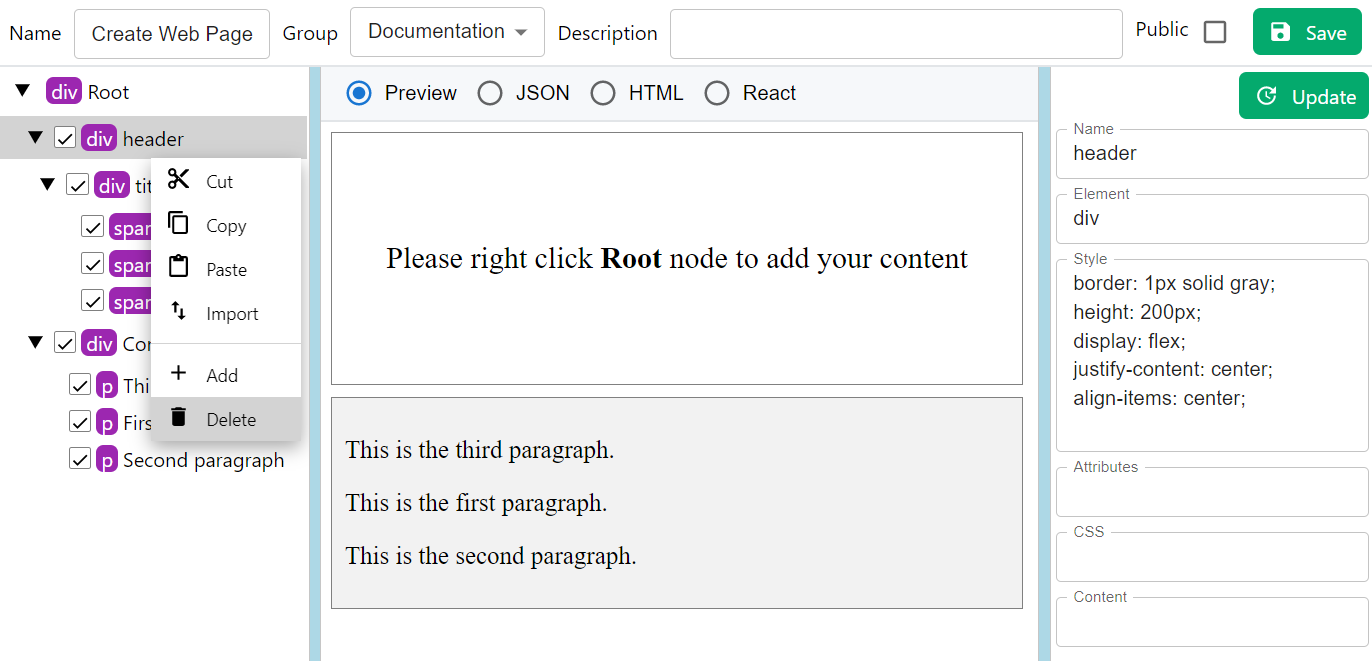 Name Create Web Page Group Documentation Description Public Save
div Root
div header
div tit
span
span
span
div Cor
p Thi
p Firs
p Second paragraph
Cut
Copy
Paste
Import
Add
Delete
Preview JSON HTML React
Please right click Root node to add your content
This is the third paragraph.
This is the first paragraph.
This is the second paragraph.
Update
Name
header
Element
div
Style
border: 1px solid gray;
height: 200px;
display: flex;
justify-content: center;
align-items: center;
Attributes
CSS
Content